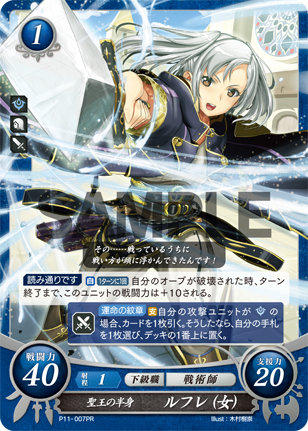 1
SAMPLE
その……戦っているうちに
戦い方が頭に浮かんできたんです!
読み通りです 自 1ターンに1回 自分のオーブが破壊された時、ターン
終了まで、このユニットの戦闘力は+10される。
運命の紋章 支 自分の攻撃ユニットが
の場合、カードを1枚引く。そうしたなら、自分の手札
を1枚選び、デッキの1番上に置く。
戦闘力 40
射程 1 下級職 戦術師
支援力 20
聖王の半身 ルフレ(女)
P11-007PR Illust:木村樹崇